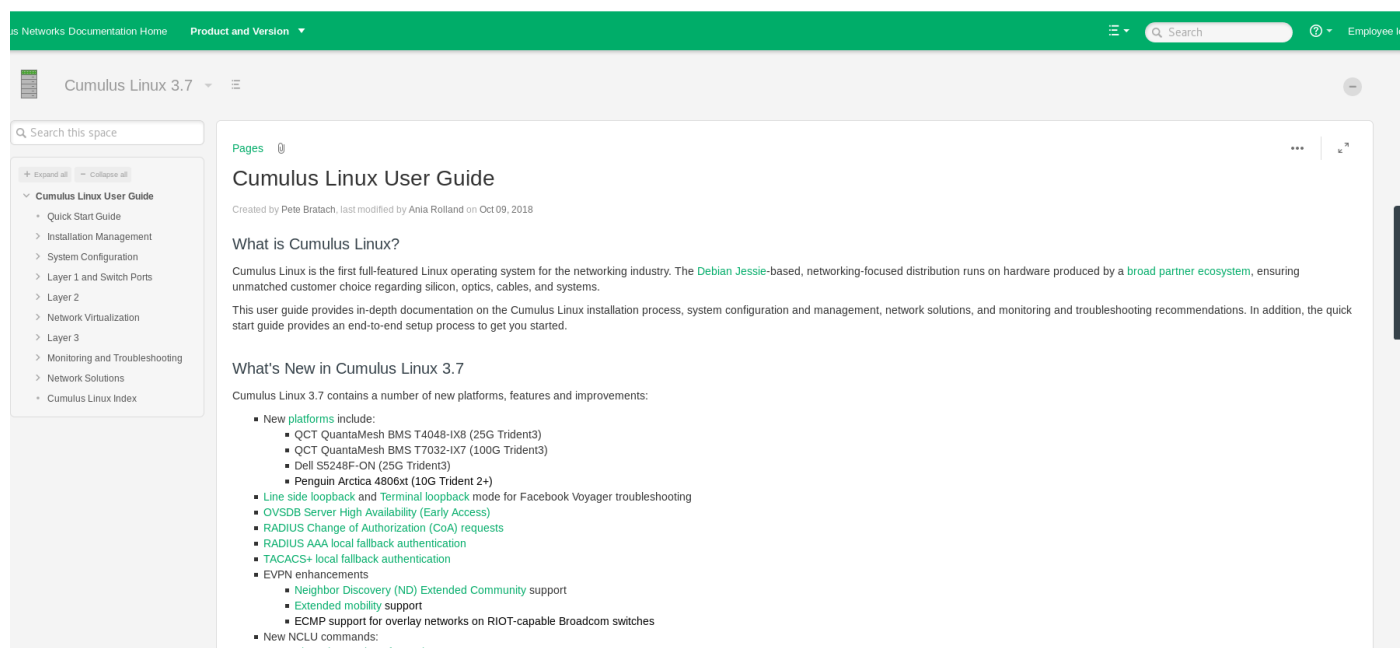 us Networks Documentation Home Product and Version Search Employee l
Cumulus Linux 3.7
Search this space
Expand all Collapse all
Cumulus Linux User Guide
Quick Start Guide
Installation Management
System Configuration
Layer 1 and Switch Ports
Layer 2
Network Virtualization
Layer 3
Monitoring and Troubleshooting
Network Solutions
Cumulus Linux Index
Pages
Cumulus Linux User Guide
Created by Pete Bratach, last modified by Ania Rolland on Oct 09, 2018
What is Cumulus Linux?
Cumulus Linux is the first full-featured Linux operating system for the networking industry. The Debian Jessie-based, networking-focused distribution runs on hardware produced by a broad partner ecosystem, ensuring
unmatched customer choice regarding silicon, optics, cables, and systems.
This user guide provides in-depth documentation on the Cumulus Linux installation process, system configuration and management, network solutions, and monitoring and troubleshooting recommendations. In addition, the quick
start guide provides an end-to-end setup process to get you started.
What's New in Cumulus Linux 3.7
Cumulus Linux 3.7 contains a number of new platforms, features and improvements:
New platforms include:
QCT QuantaMesh BMS T4048-IX8 (25G Trident3)
QCT QuantaMesh BMS T7032-IX7 (100G Trident3)
Dell S5248F-ON (25G Trident3)
Penguin Arctica 4806xt (10G Trident 2+)
Line side loopback and Terminal loopback mode for Facebook Voyager troubleshooting
OVSDB Server High Availability (Early Access)
RADIUS Change of Authorization (CoA) requests
RADIUS AAA local fallback authentication
TACACS+ local fallback authentication
EVPN enhancements
Neighbor Discovery (ND) Extended Community support
Extended mobility support
ECMP support for overlay networks on RIOT-capable Broadcom switches
New NCLU commands: